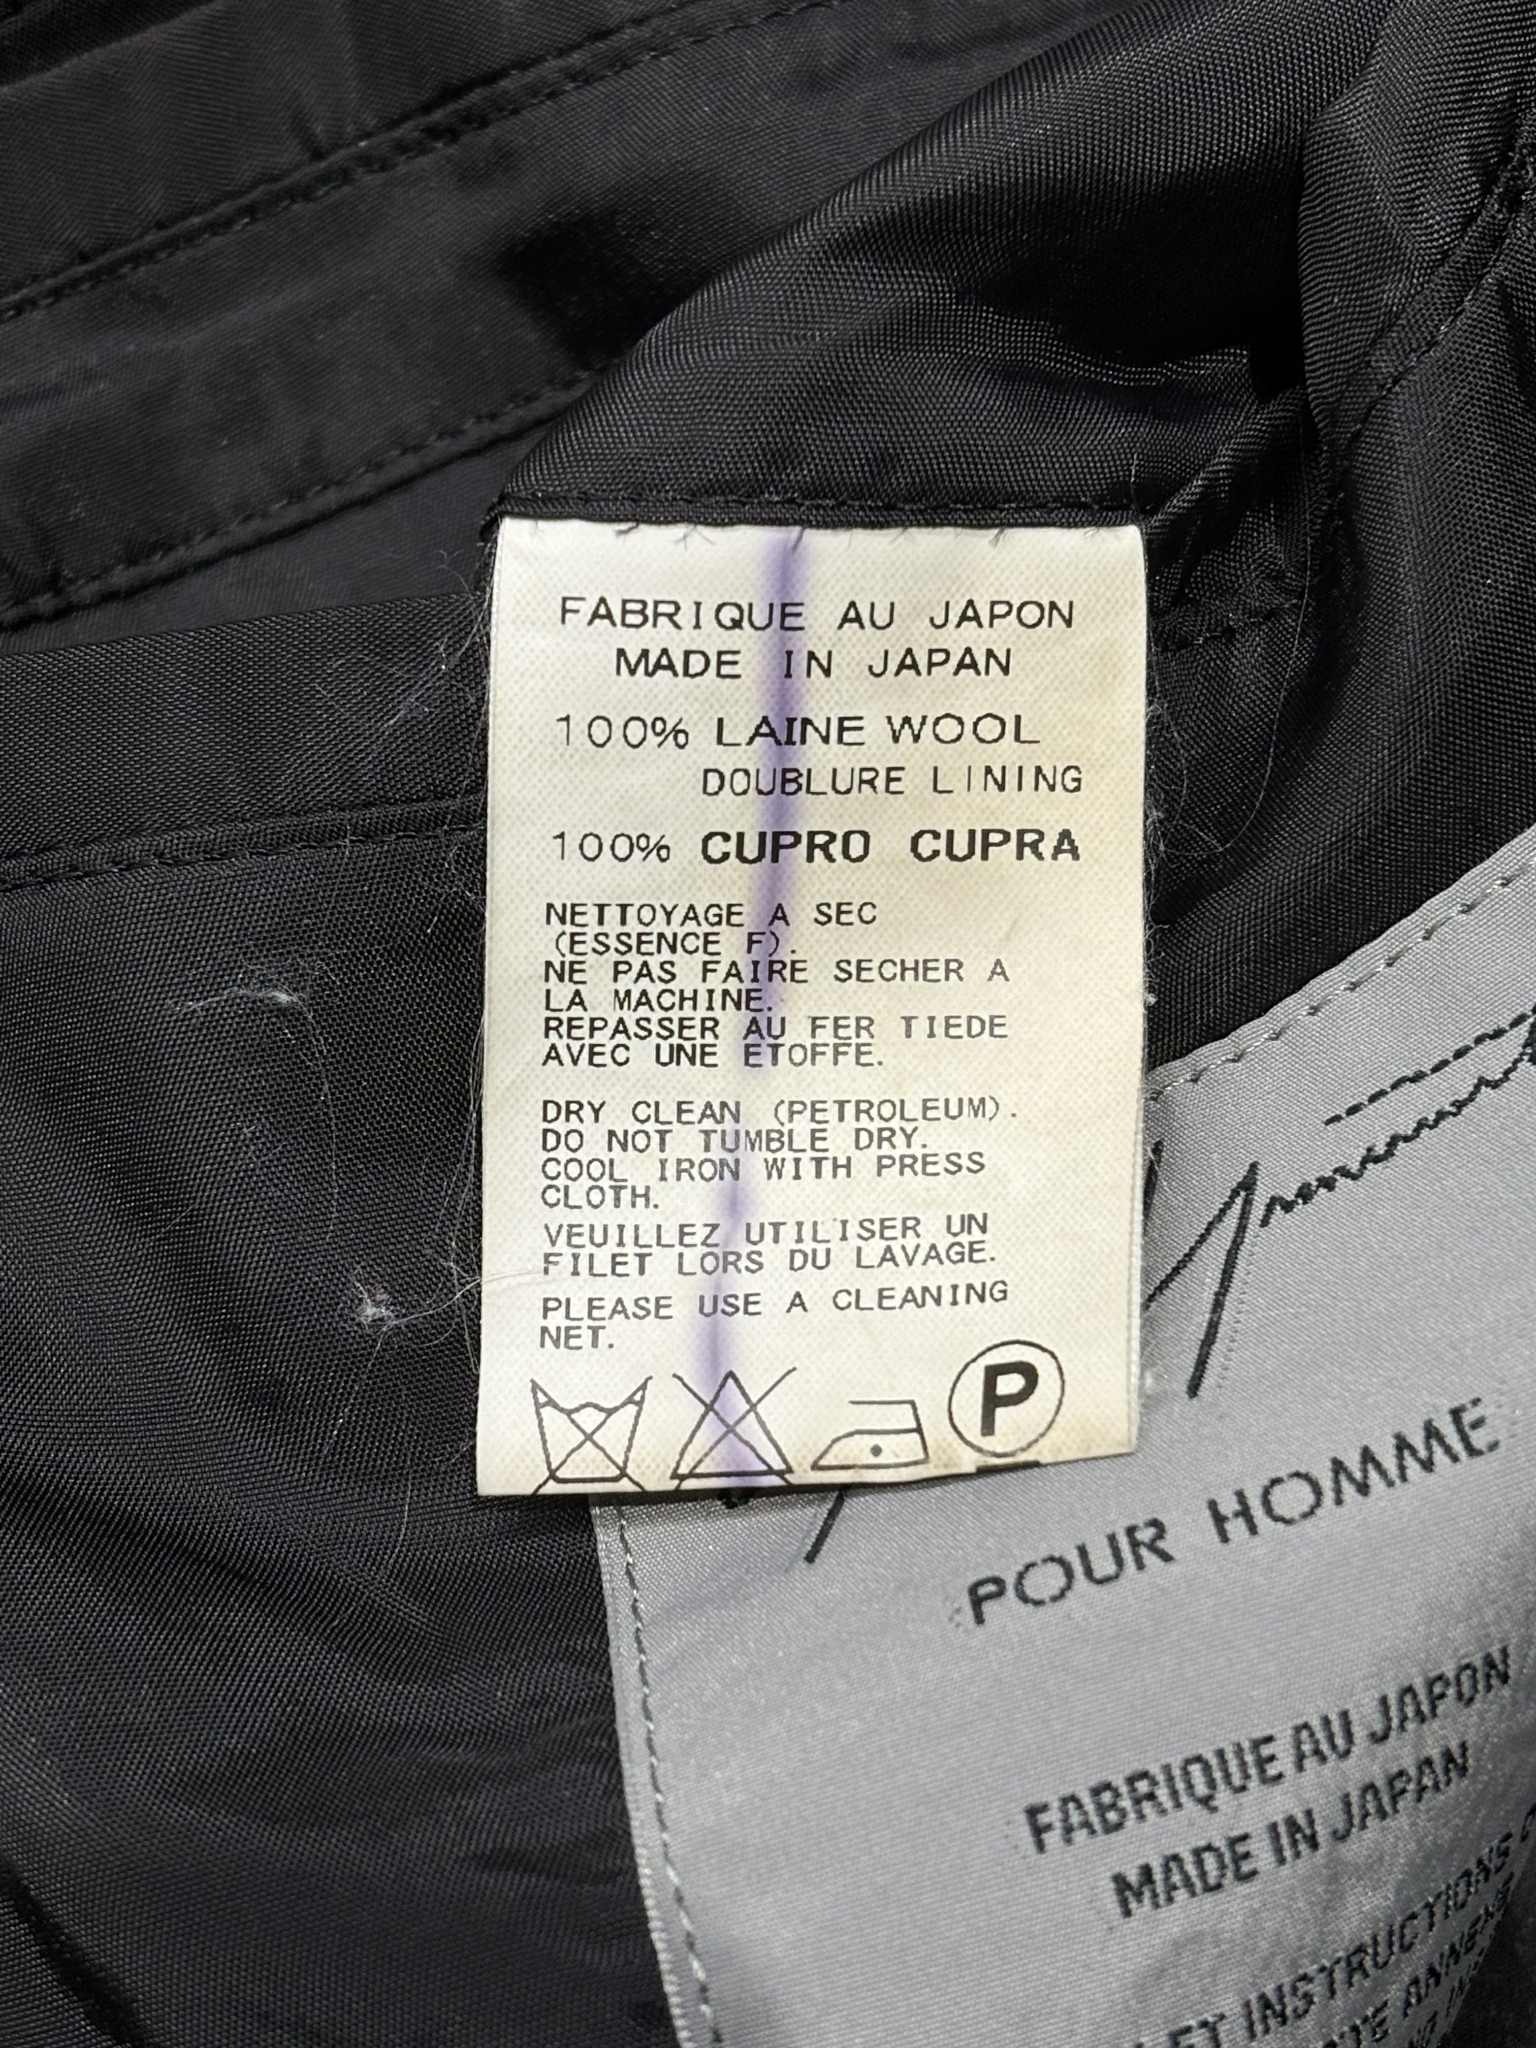 FABRIQUE AU JAPON
MADE IN JAPAN
100% LAINE WOOL
DOUBLURE LINING
100% CUPRO CUPRA
NETTOYAGE A SEC
(ESSENCE F).
NE PAS FAIRE SECHER A
LA MACHINE.
REPASSER AU FER TIEDE
AVEC UNE ETOFFE.
DRY CLEAN (PETROLEUM).
DO NOT TUMBLE DRY.
COOL IRON WITH PRESS
CLOTH.
VEUILLEZ UTILISER UN
FILET LORS DU LAVAGE.
PLEASE USE A CLEANING
NET.
P
POUR HOMME
FABRIQUE AU JAPON
MADE IN JAPAN
ET INSTRUCTIONS